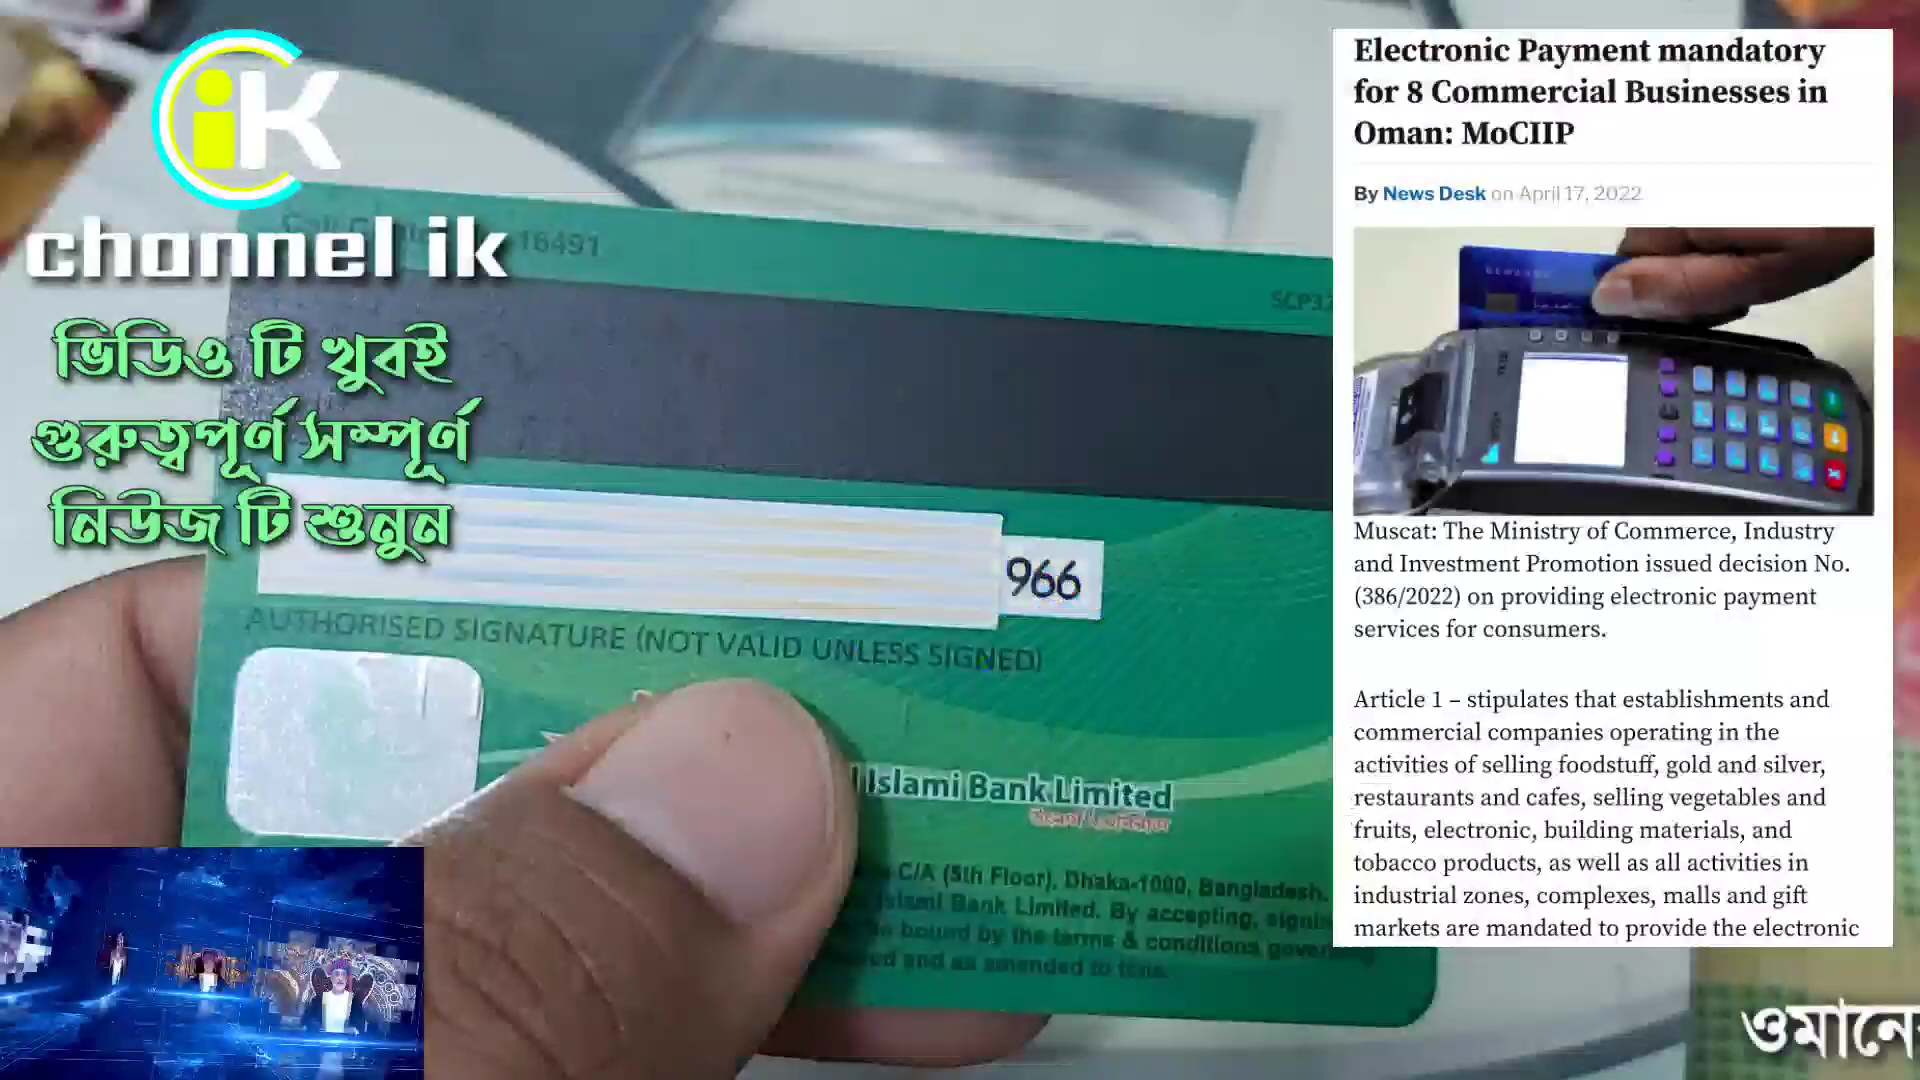 iK
channel ik
ভিডিও টি খুবই
গুরুত্বপূর্ণ সম্পূর্ণ
নিউজ টি শুনুন
16491
966
AUTHORISED SIGNATURE (NOT VALID UNLESS SIGNED)
Islami Bank Limited
C/A (5th Floor), Dhaka-1000, Bangladesh.
Islami Bank Limited. By accepting,
be bound by the terms & conditions
and as amended to time.
Electronic Payment mandatory
for 8 Commercial Businesses in
Oman: MoCIIP
By News Desk on April 17, 2022
Muscat: The Ministry of Commerce, Industry
and Investment Promotion issued decision No.
(386/2022) on providing electronic payment
services for consumers.
Article 1 – stipulates that establishments and
commercial companies operating in the
activities of selling foodstuff, gold and silver,
restaurants and cafes, selling vegetables and
fruits, electronic, building materials, and
tobacco products, as well as all activities in
industrial zones, complexes, malls and gift
markets are mandated to provide the electronic